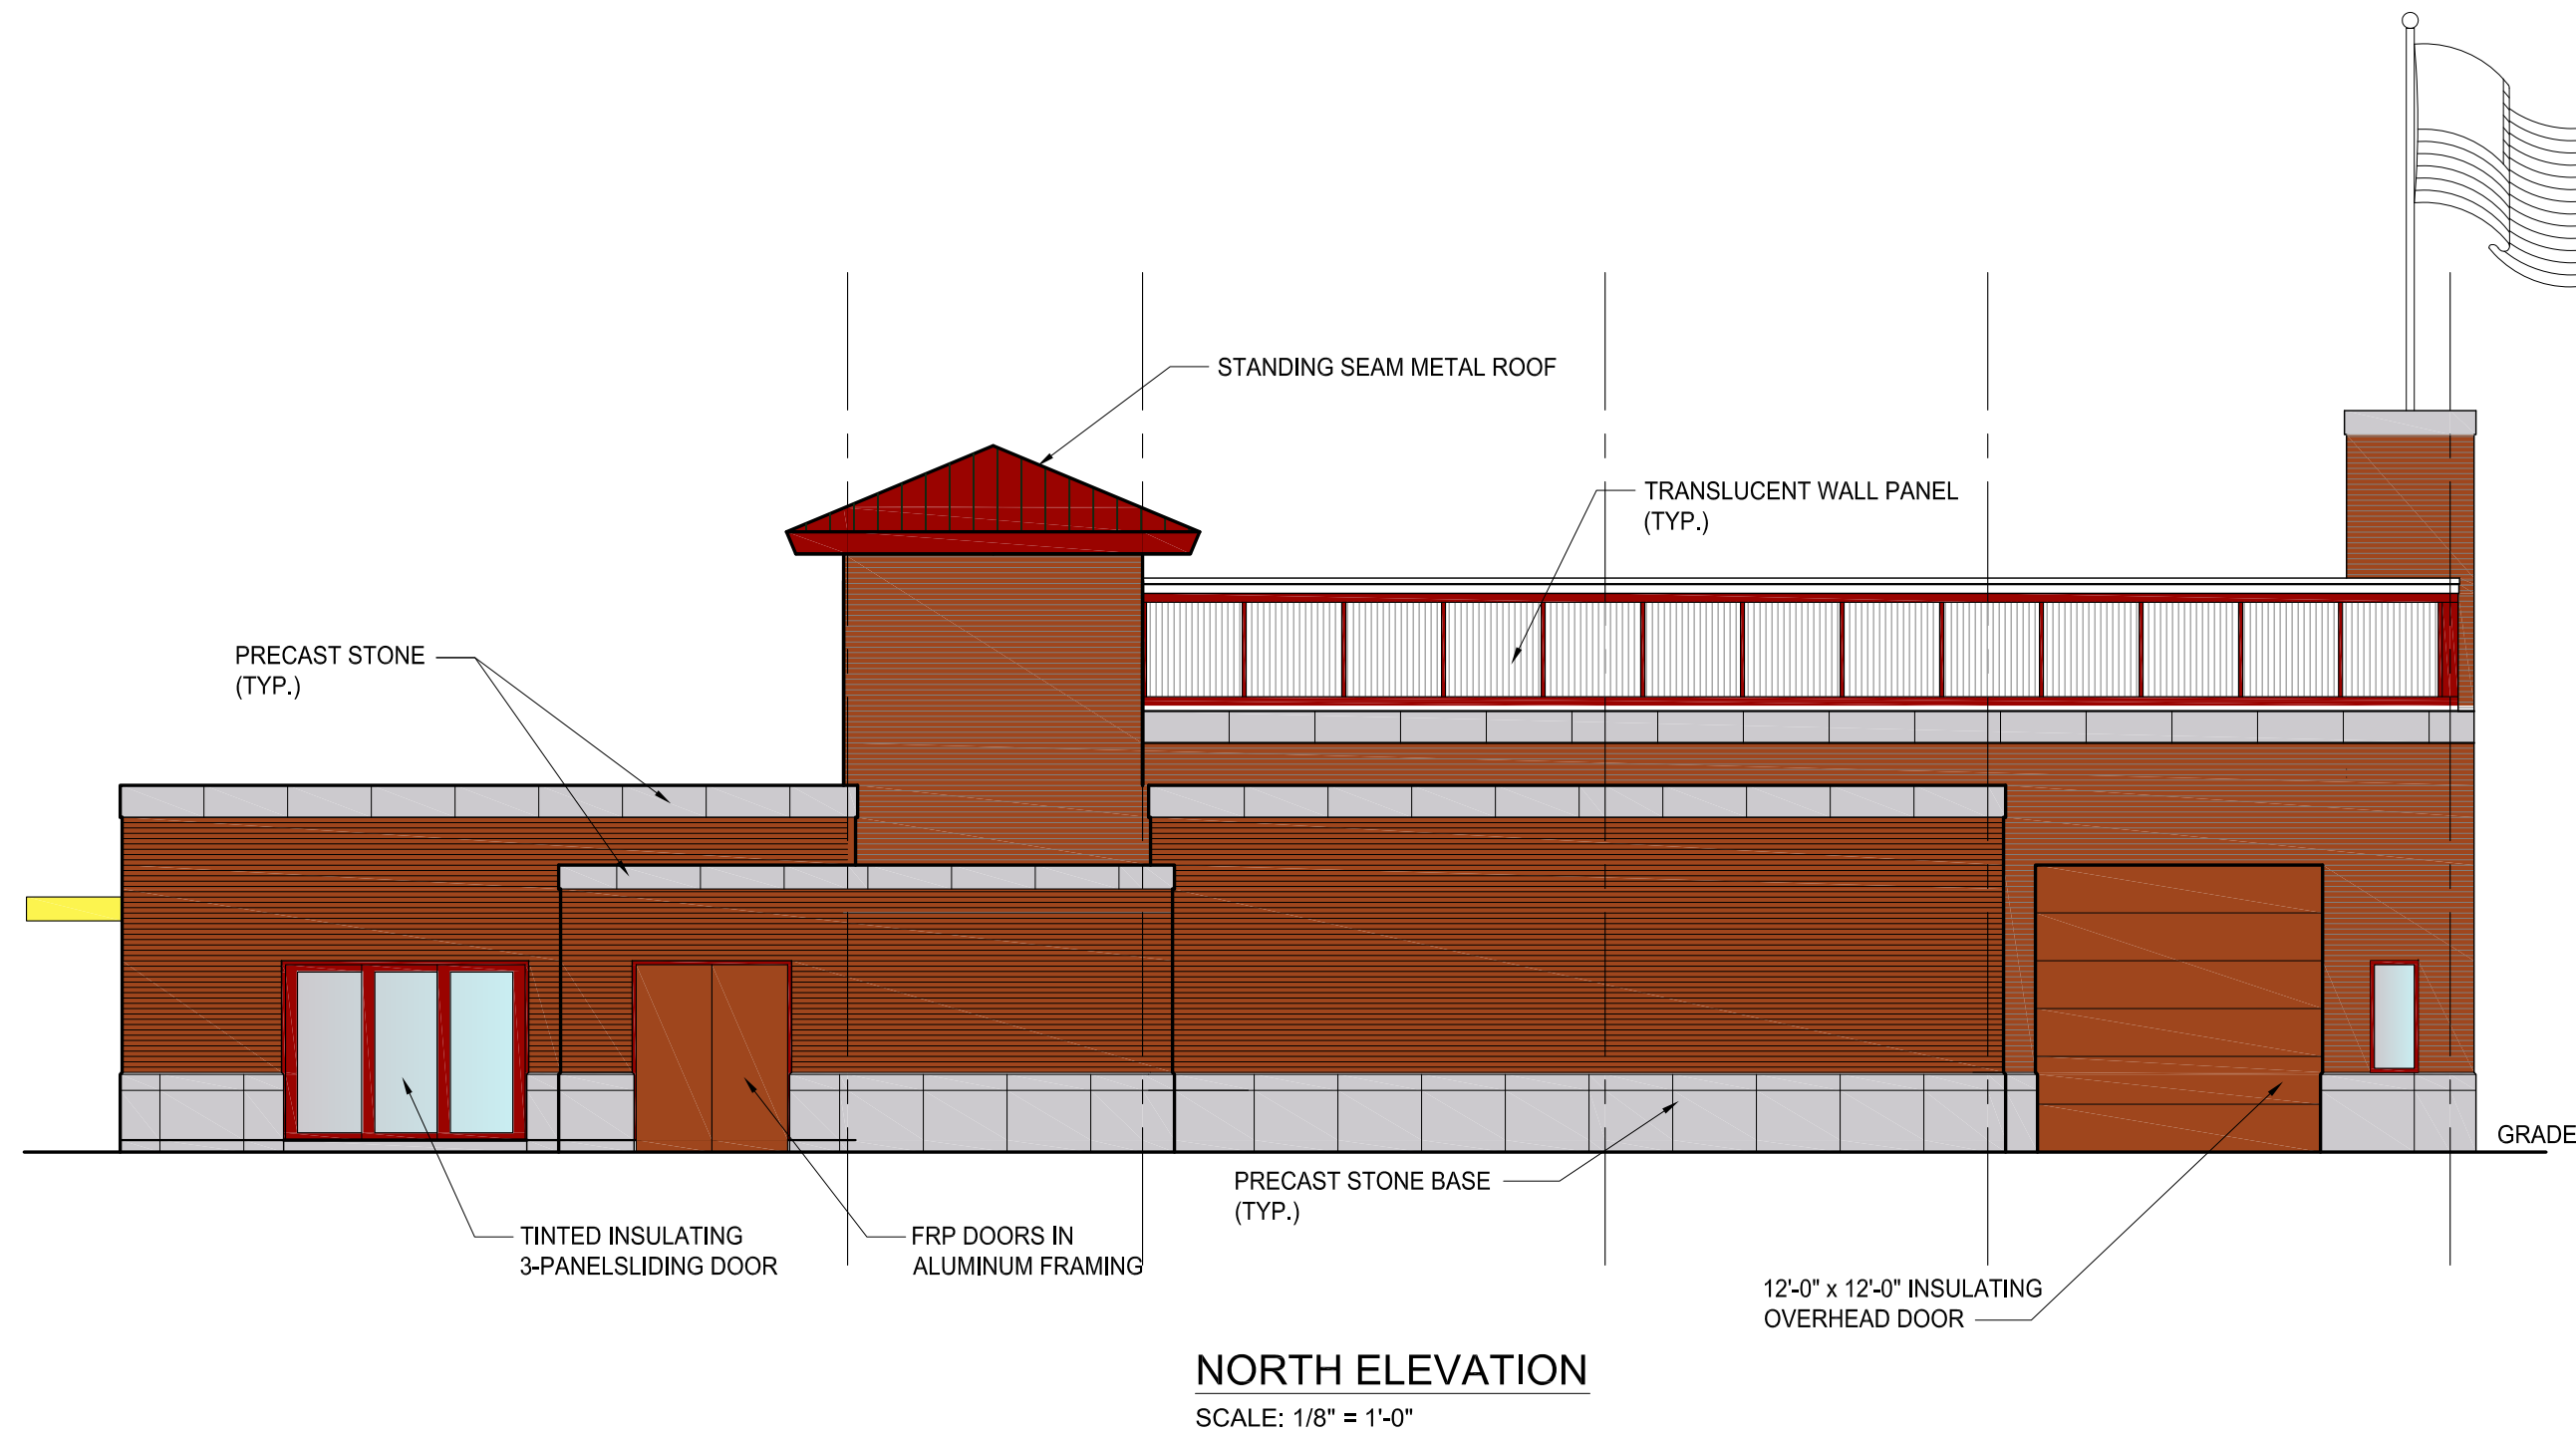 STANDING SEAM METAL ROOF
TRANSLUCENT WALL PANEL
(TYP.)
PRECAST STONE
(TYP.)
GRADE
PRECAST STONE BASE
(TYP.)
TINTED INSULATING
3-PANELSLIDING DOOR
FRP DOORS IN
ALUMINUM FRAMING
12'-0" x 12'-0" INSULATING
OVERHEAD DOOR
NORTH ELEVATION
SCALE: 1/8" = 1'-0"